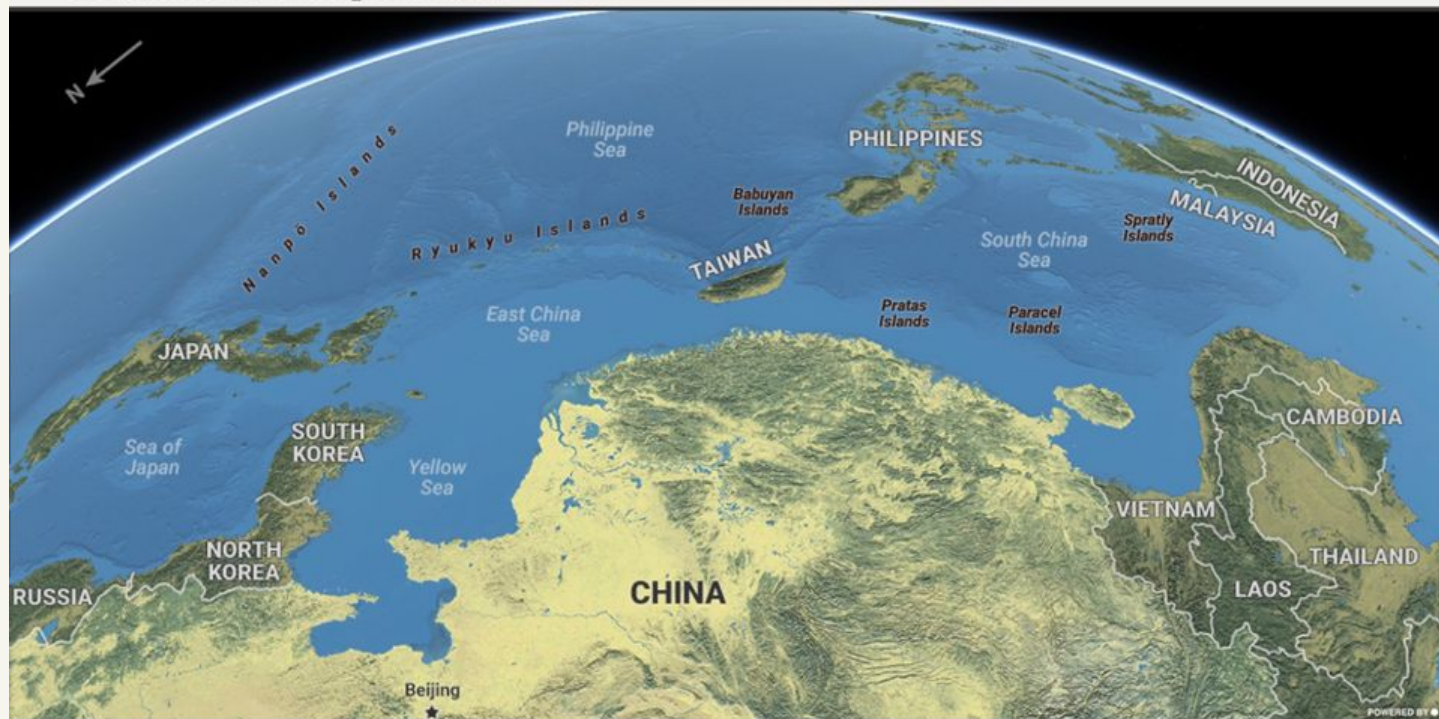 N
Nanpō Islands
Philippine
Sea
PHILIPPINES
Babuyan
Islands
Ryukyu Islands
TAIWAN
South China
Sea
Spratly
Islands
MALAYSIA
INDONESIA
East China
Sea
Pratas
Islands
Paracel
Islands
JAPAN
Sea of
Japan
SOUTH
KOREA
Yellow
Sea
CAMBODIA
VIETNAM
THAILAND
LAOS
NORTH
KOREA
RUSSIA
CHINA
Beijing
POWERED BY